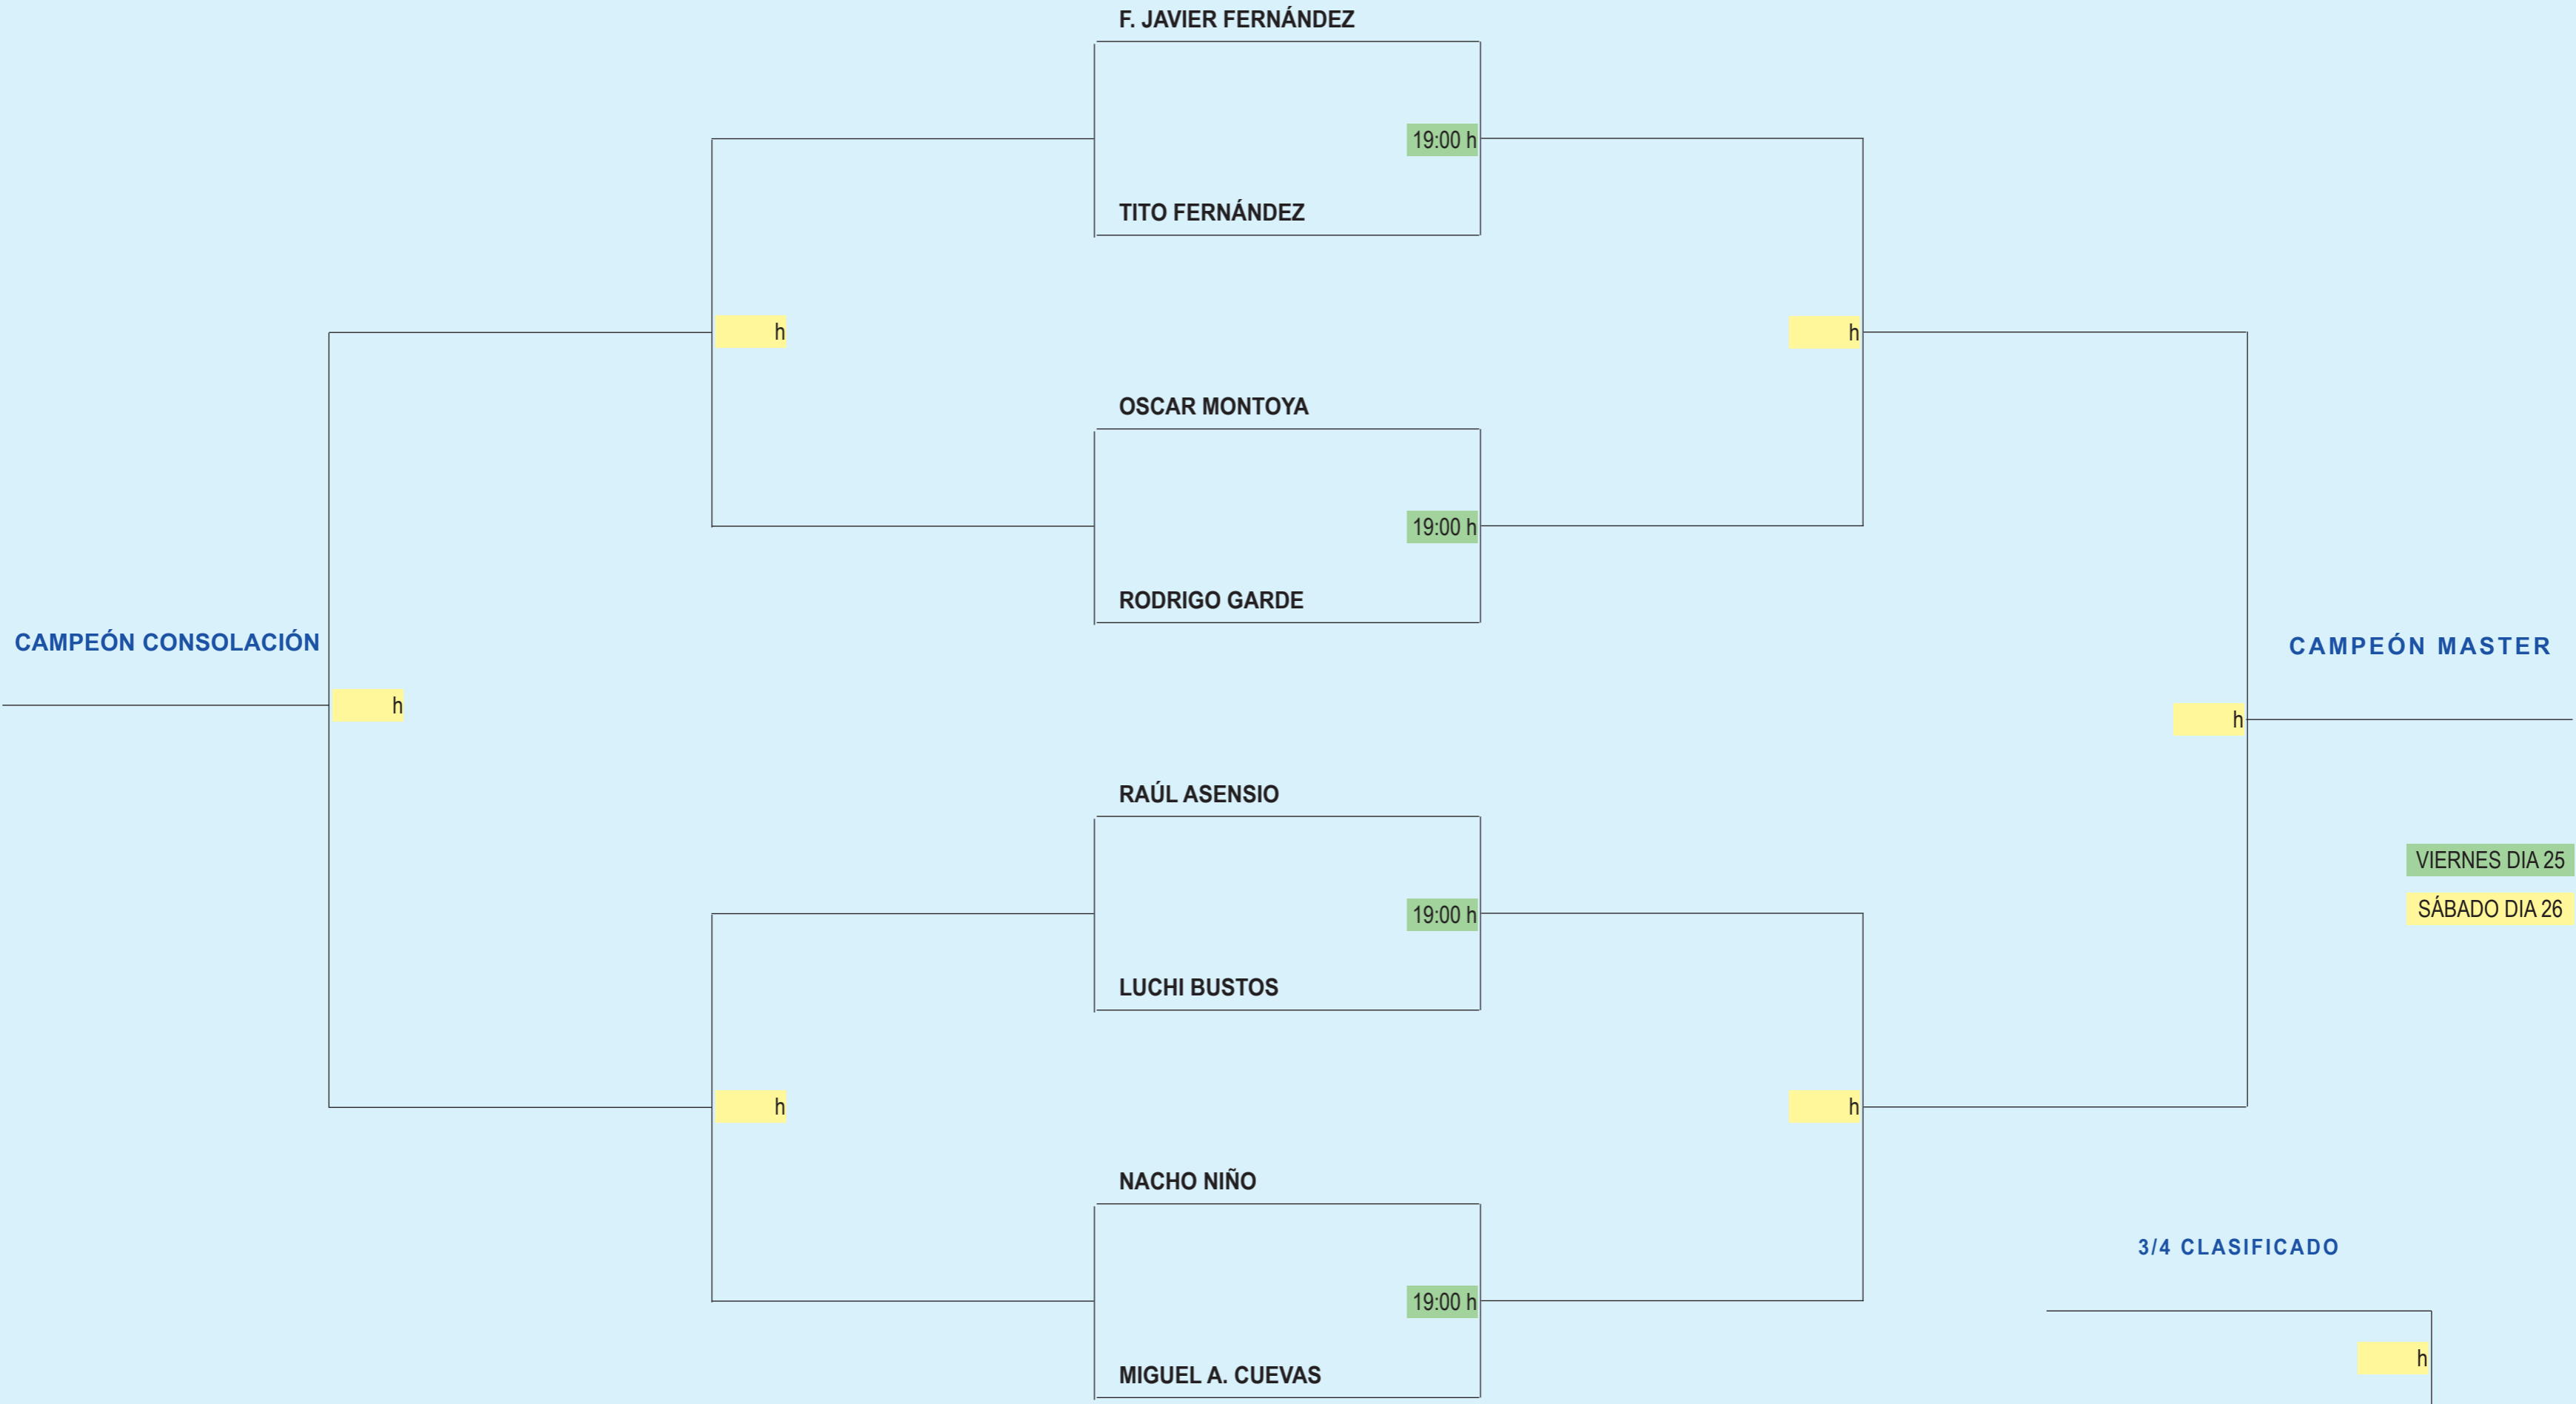 F. JAVIER FERNÁNDEZ
19:00 h
TITO FERNÁNDEZ
h
h
OSCAR MONTOYA
19:00 h
RODRIGO GARDE
CAMPEÓN CONSOLACIÓN
CAMPEÓN MASTER
h
h
RAÚL ASENSIO
VIERNES DIA 25
19:00 h
SÁBADO DIA 26
LUCHI BUSTOS
h
h
NACHO NIÑO
3/4 CLASIFICADO
19:00 h
h
MIGUEL A. CUEVAS